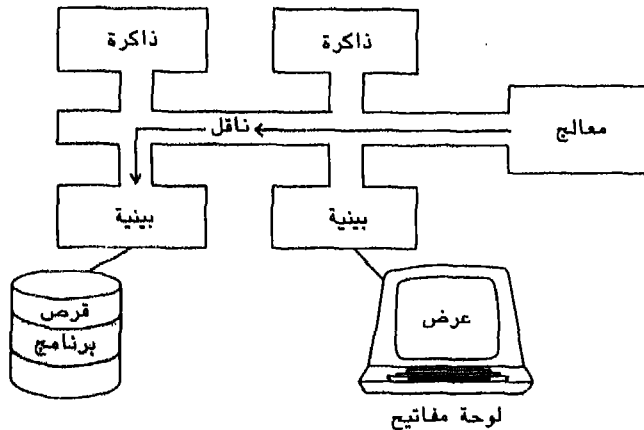 ذاكرة
ذاكرة
معالج
ناقل
بينية
بينية
قرص
برنامج
عرض
لوحة مفاتيح